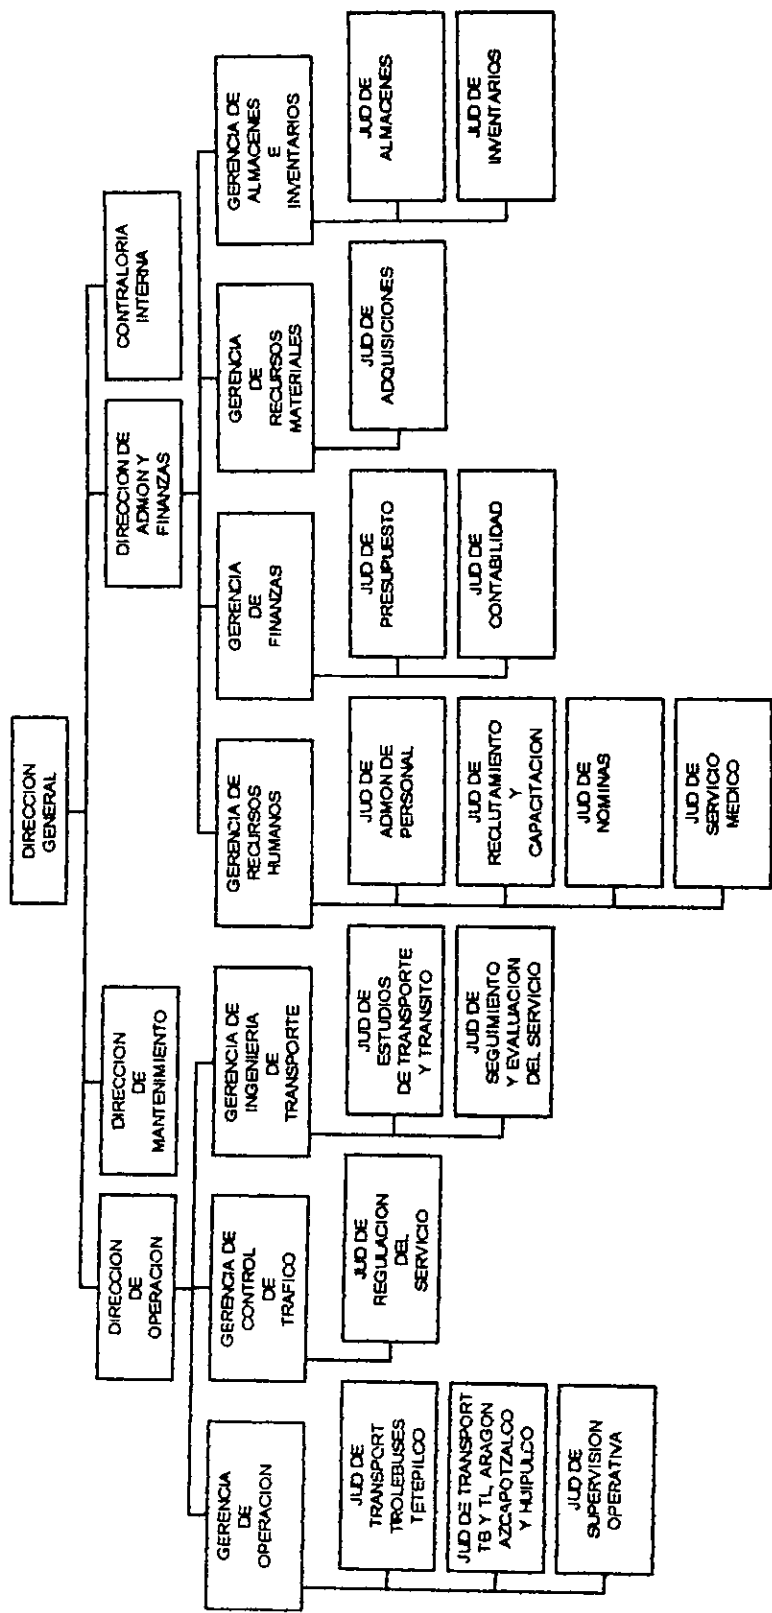 DIRECCION
GENERAL
DIRECCION
DE
OPERACION
DIRECCION
DE
MANTENIMIENTO
DIRECCION DE
ADMON Y
FINANZAS
CONTRALORIA
INTERNA
GERENCIA
DE
OPERACION
GERENCIA DE
CONTROL
DE
TRAFICO
GERENCIA DE
INGENIERIA
DE
TRANSPORTE
GERENCIA DE
RECURSOS
HUMANOS
GERENCIA
DE
FINANZAS
GERENCIA
DE
RECURSOS
MATERIALES
GERENCIA DE
ALMACENES
E
INVENTARIOS
JUD DE
TRANSPORT
TIROLEBUSES
TETEPILCO
JUD DE TRANSPORT
TB Y TL, ARAGON
AZCAPOTZALCO
Y HUIPULCO
JUD DE
SUPERVISION
OPERATIVA
JUD DE
REGULACION
DEL
SERVICIO
JUD DE
ESTUDIOS
DE TRANSPORTE
Y TRANSITO
JUD DE
SEGUIMIENTO
Y EVALUACION
DEL SERVICIO
JUD DE
ADMON DE
PERSONAL
JUD DE
RECLUTAMIENTO
Y
CAPACITACION
JUD DE
NOMINAS
JUD DE
SERVICIO
MEDICO
JUD DE
PRESUPUESTO
JUD DE
CONTABILIDAD
JUD DE
ADQUISICIONES
JUD DE
ALMACENES
JUD DE
INVENTARIOS